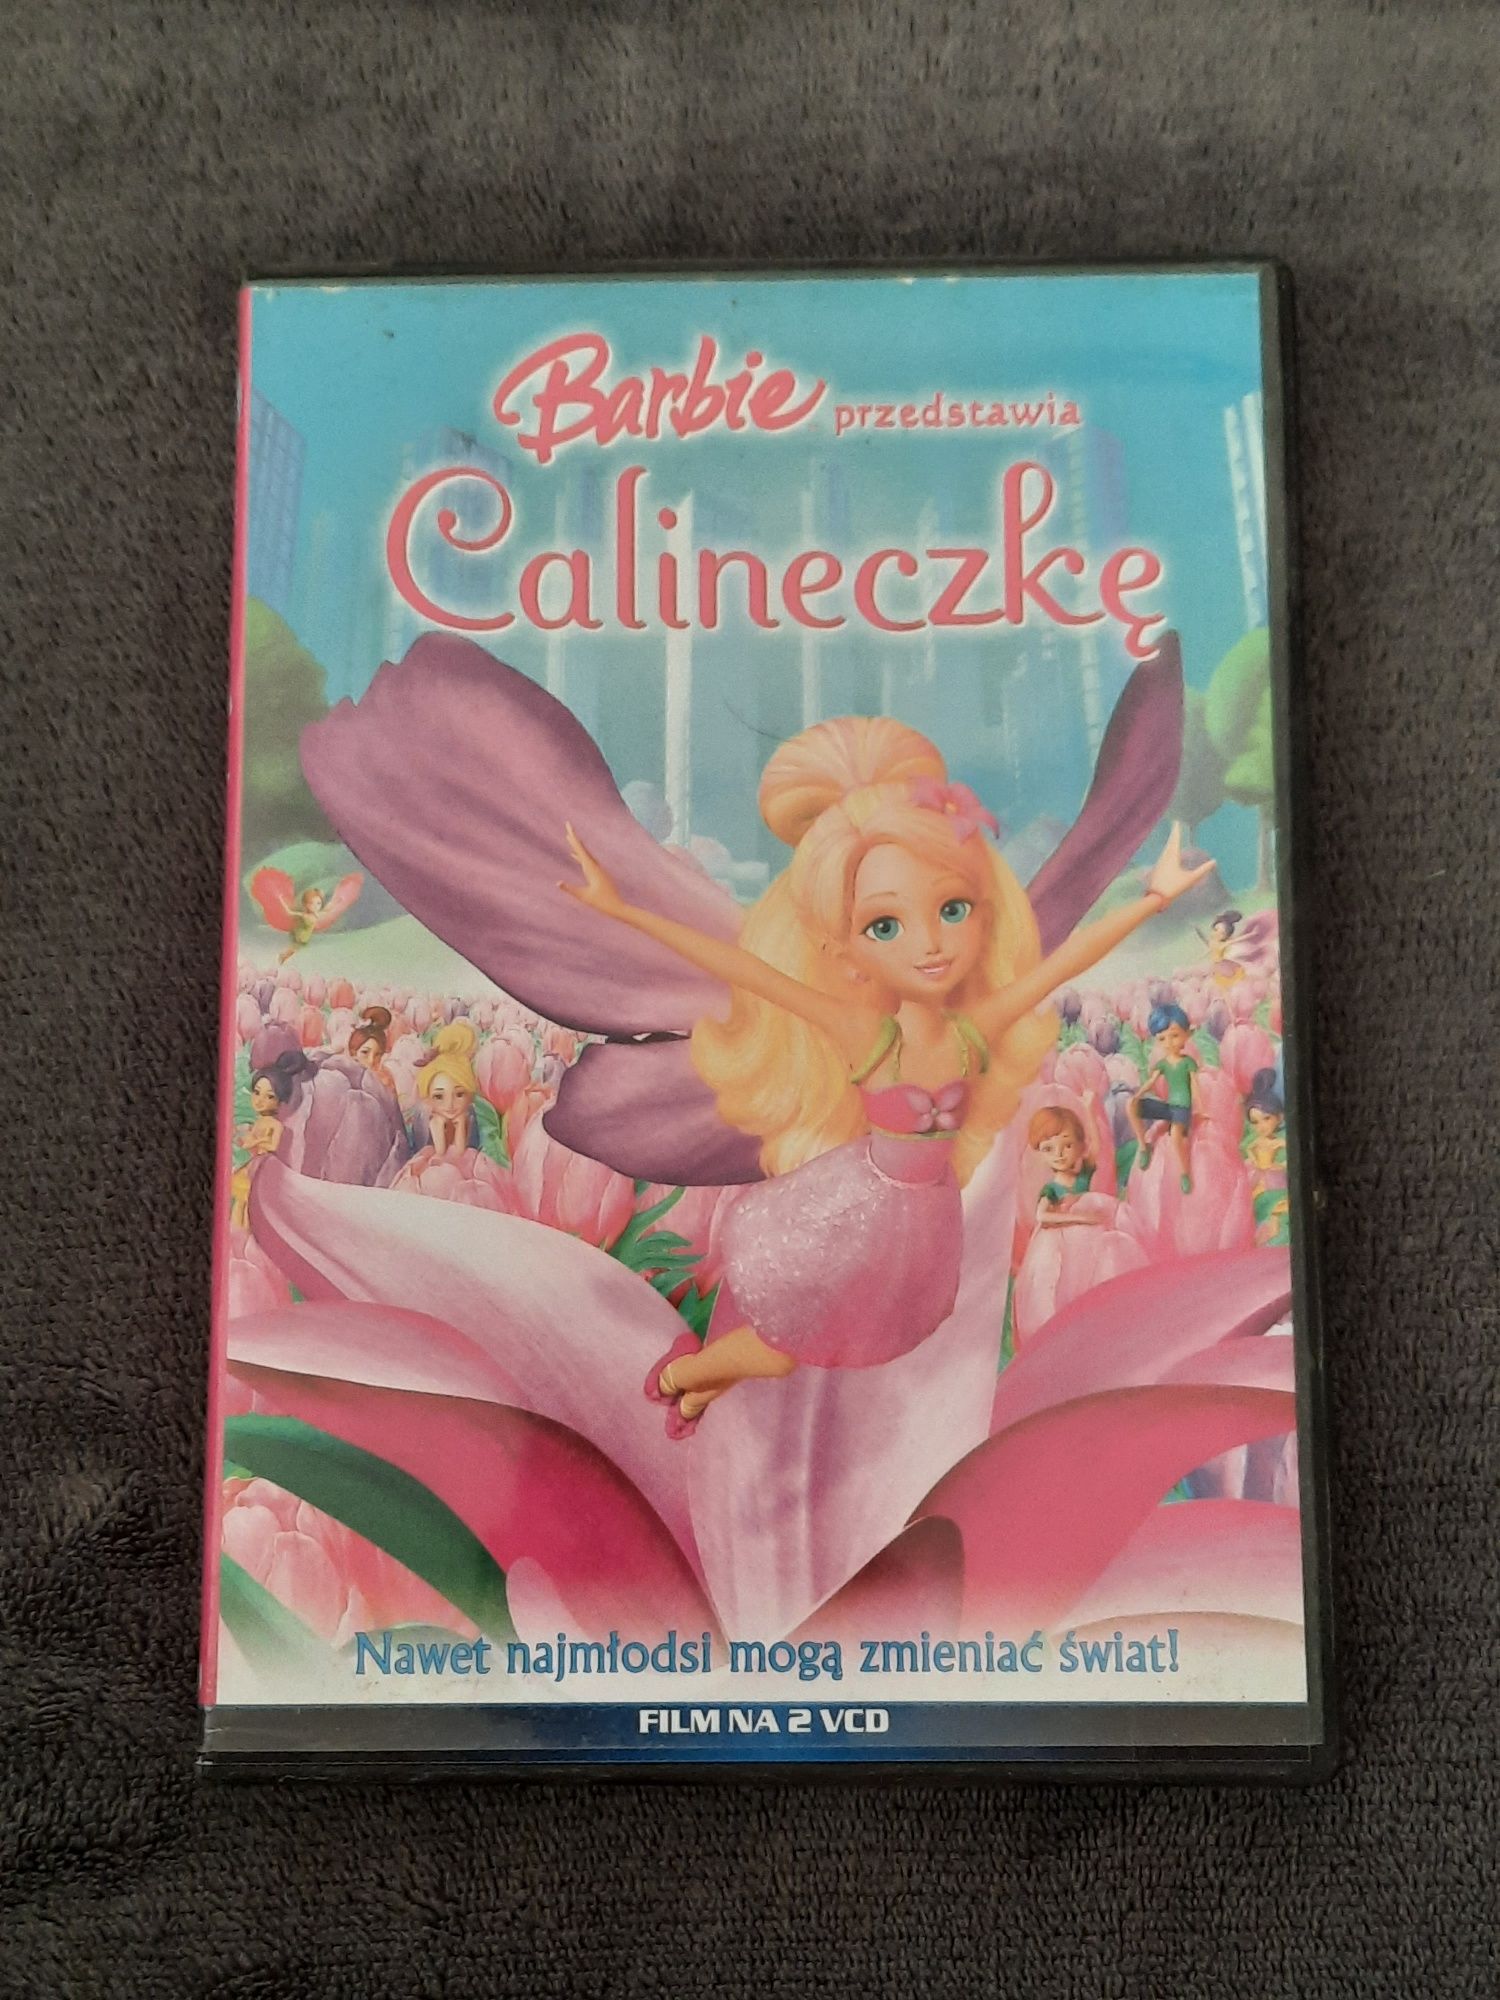 Barbie przedstawia
Calineczkę
Nawet najmłodsi mogą zmieniać świat!
FILM NA 2 VCD